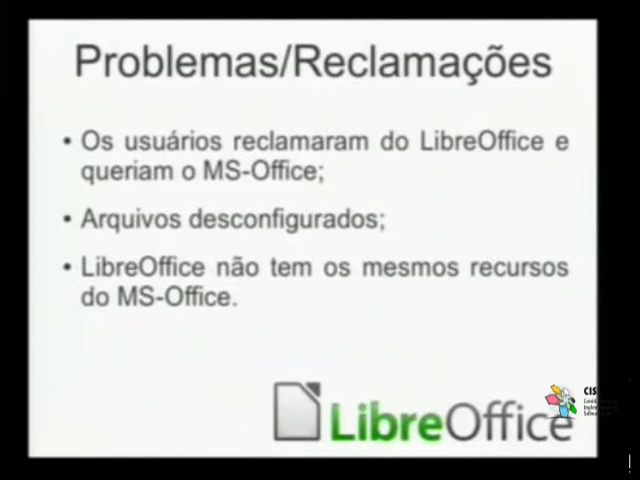 Problemas/Reclamações
• Os usuários reclamaram do LibreOffice e
queriam o MS-Office;
• Arquivos desconfigurados;
• LibreOffice não tem os mesmos recursos
do MS-Office.
LibreOffice
CIS